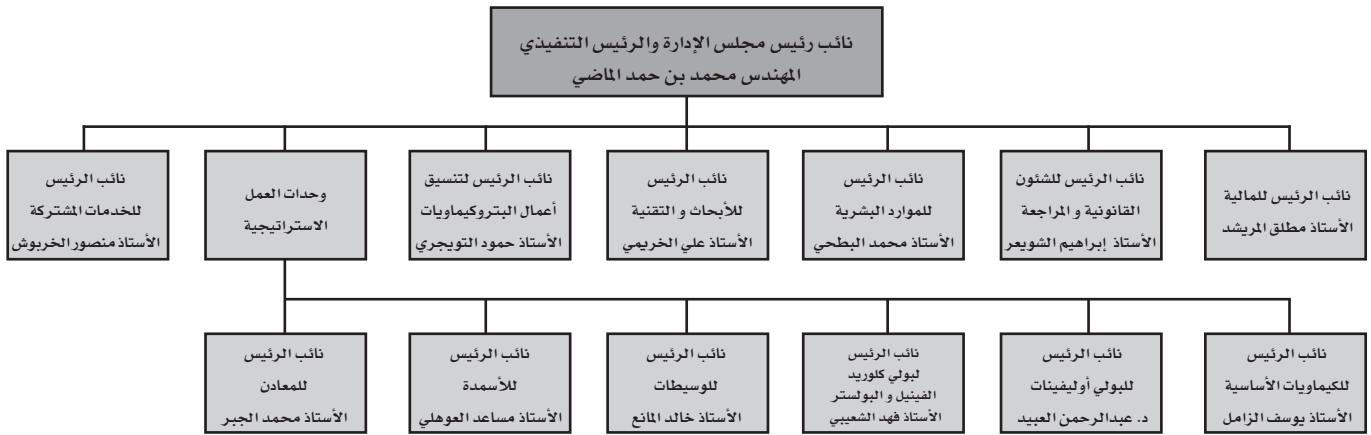 نائب رئيس مجلس الإدارة والرئيس التنفيذي
المهندس محمد بن حمد الماضي
نائب الرئيس للمالية
الأستاذ مطلق المريشد
نائب الرئيس للشئون
القانونية و المراجعة
الأستاذ إبراهيم الشويعر
نائب الرئيس
للموارد البشرية
الأستاذ محمد البطحي
نائب الرئيس
للأبحاث و التقنية
الأستاذ علي الخريمي
نائب الرئيس لتنسيق
أعمال البتروكيماويات
الأستاذ حمود التويجري
وحدات العمل
الاستراتيجية
نائب الرئيس
للخدمات المشتركة
الأستاذ منصور الخربوش
نائب الرئيس
للكيماويات الأساسية
الأستاذ يوسف الزامل
نائب الرئيس
للبولي أوليفينات
د. عبدالرحمن العبيد
نائب الرئيس
لبولي كلوريد
الفينيل و البولستر
الأستاذ فهد الشعيبي
نائب الرئيس
للوسيطات
الأستاذ خالد المانع
نائب الرئيس
للأسمدة
الأستاذ مساعد العوهلي
نائب الرئيس
للمعادن
الأستاذ محمد الجبر